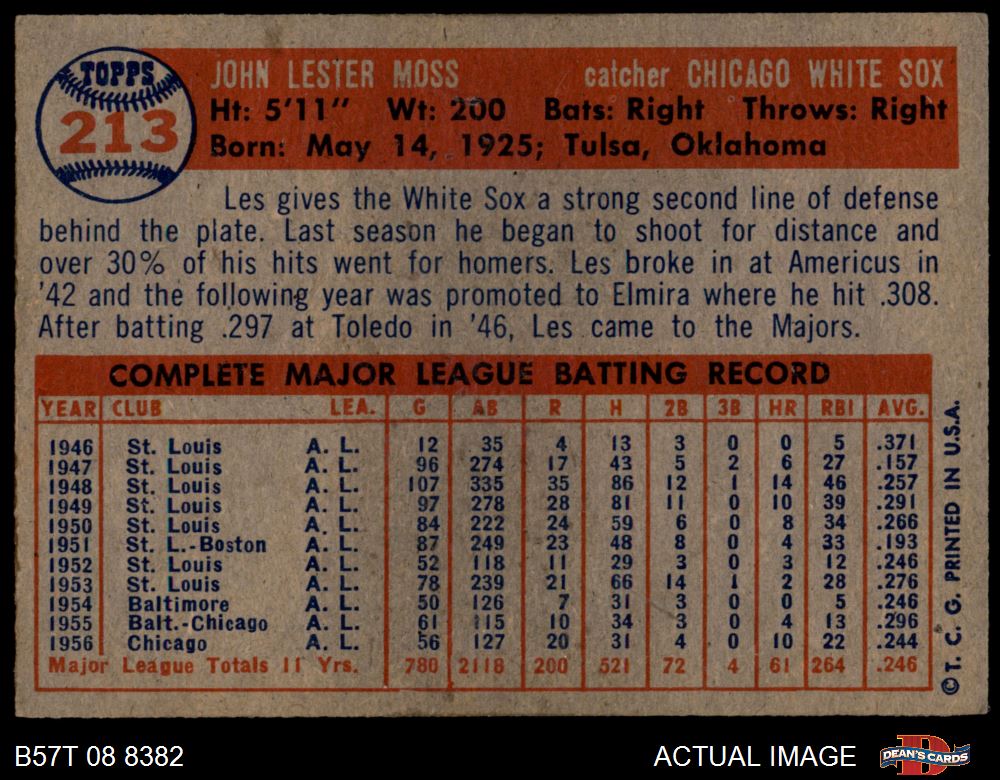 TOPPS
213
JOHN LESTER MOSS catcher CHICAGO WHITE SOX
Ht: 5'11" Wt: 200 Bats: Right Throws: Right
Born: May 14, 1925; Tulsa, Oklahoma
Les gives the White Sox a strong second line of defense
behind the plate. Last season he began to shoot for distance and
over 30% of his hits went for homers. Les broke in at Americus in
'42 and the following year was promoted to Elmira where he hit .308.
After batting .297 at Toledo in '46, Les came to the Majors.
COMPLETE MAJOR LEAGUE BATTING RECORD
YEAR CLUB LEA. G AB R H 2B 3B HR RBI AVG.
1946 St. Louis A. L. 12 35 4 13 3 0 0 5 .371
1947 St. Louis A. L. 96 274 17 43 5 2 6 27 .157
1948 St. Louis A. L. 107 335 35 86 12 1 14 46 .257
1949 St. Louis A. L. 97 278 28 81 11 0 10 39 .291
1950 St. Louis A. L. 84 222 24 59 6 0 8 34 .266
1951 St. L.-Boston A. L. 87 249 23 48 8 0 4 33 .193
1952 St. Louis A. L. 52 118 11 29 3 0 3 12 .246
1953 St. Louis A. L. 78 239 21 66 14 1 2 28 .276
1954 Baltimore A. L. 50 126 7 31 3 0 0 5 .246
1955 Balt.-Chicago A. L. 61 115 10 34 3 0 4 13 .296
1956 Chicago A. L. 56 127 20 31 4 0 10 22 .244
Major League Totals 11 Yrs. 780 2118 200 521 72 4 61 264 .246
©T. C. G. PRINTED IN U.S.A.
B57T 08 8382 ACTUAL IMAGE
DEAN'S CARDS